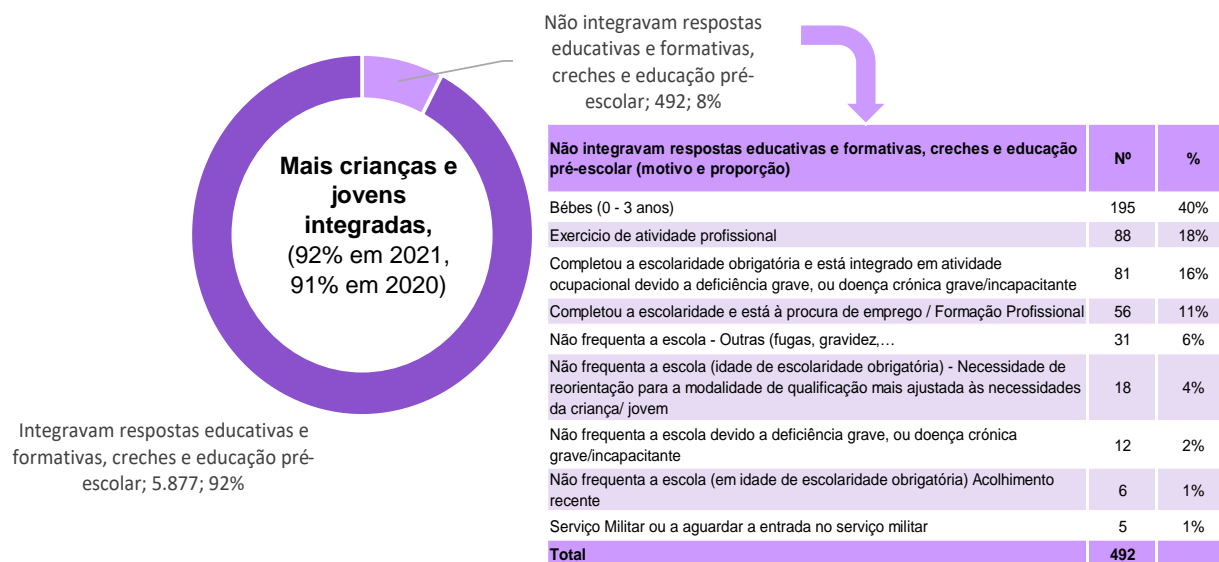 Não integravam respostas
educativas e formativas,
creches e educação pré-
escolar; 492; 8%
Mais crianças e
jovens
integradas,
(92% em 2021,
91% em 2020)
Integravam respostas educativas e
formativas, creches e educação pré-
escolar; 5.877; 92%
Não integravam respostas educativas e formativas, creches e educação
pré-escolar (motivo e proporção) Nº %
Bébes (0 - 3 anos) 195 40%
Exercicio de atividade profissional 88 18%
Completou a escolaridade obrigatória e está integrado em atividade
ocupacional devido a deficiência grave, ou doença crónica grave/incapacitante 81 16%
Completou a escolaridade e está à procura de emprego / Formação Profissional 56 11%
Não frequenta a escola - Outras (fugas, gravidez,… 31 6%
Não frequenta a escola (idade de escolaridade obrigatória) - Necessidade de
reorientação para a modalidade de qualificação mais ajustada às necessidades 18 4%
da criança/ jovem
Não frequenta a escola devido a deficiência grave, ou doença crónica
grave/incapacitante 12 2%
Não frequenta a escola (em idade de escolaridade obrigatória) Acolhimento
recente 6 1%
Serviço Militar ou a aguardar a entrada no serviço militar 5 1%
Total 492